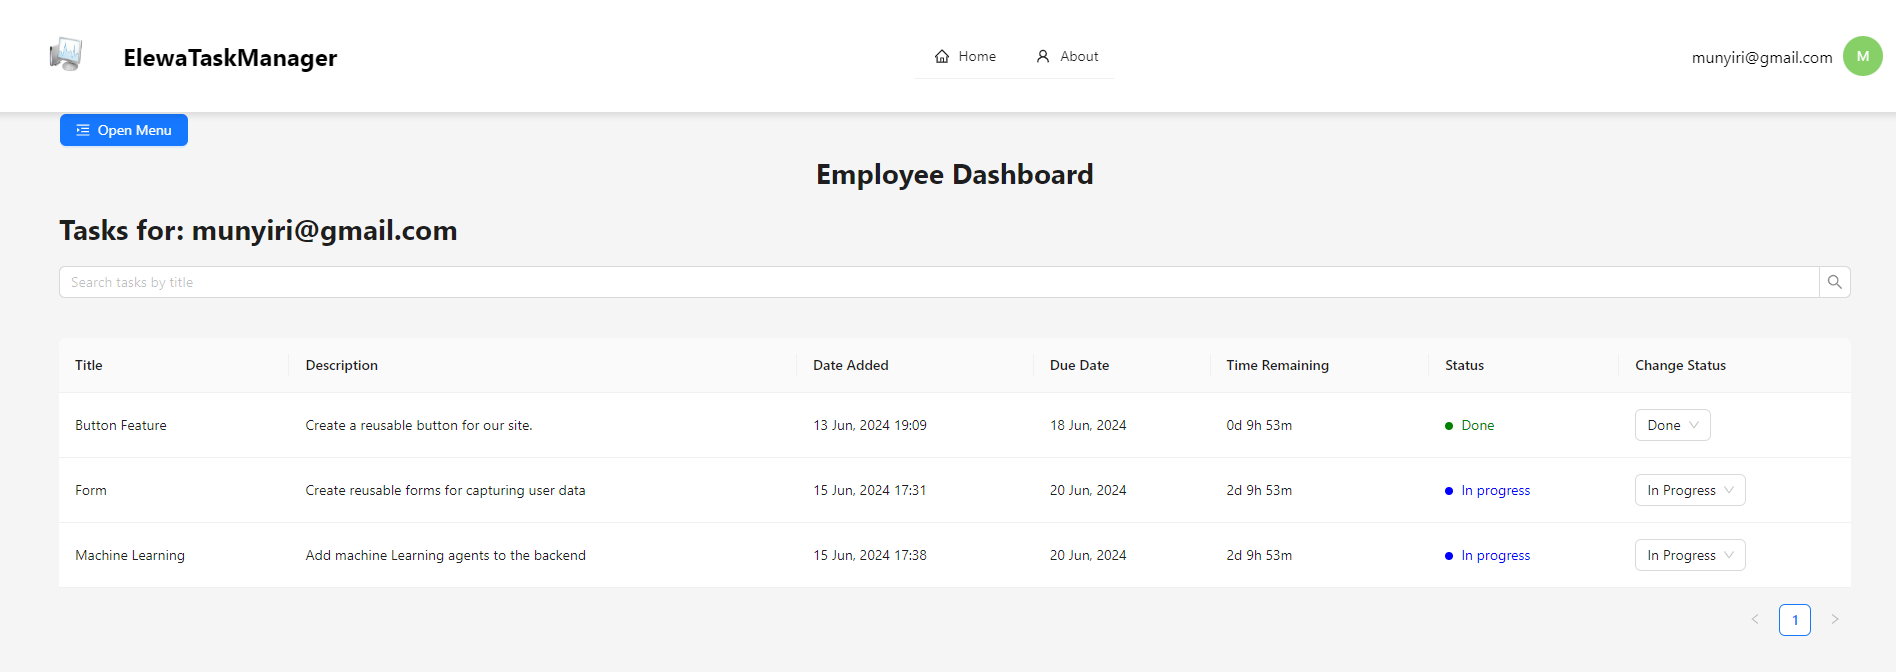 ElewaTaskManager
Home
About
munyiri@gmail.com
M
Open Menu
Employee Dashboard
Tasks for: munyiri@gmail.com
Search tasks by title
Title Description Date Added Due Date Time Remaining Status Change Status
Button Feature Create a reusable button for our site. 13 Jun, 2024 19:09 18 Jun, 2024 0d 9h 53m Done Done
Form Create reusable forms for capturing user data 15 Jun, 2024 17:31 20 Jun, 2024 2d 9h 53m In progress In Progress
Machine Learning Add machine Learning agents to the backend 15 Jun, 2024 17:38 20 Jun, 2024 2d 9h 53m In progress In Progress
1